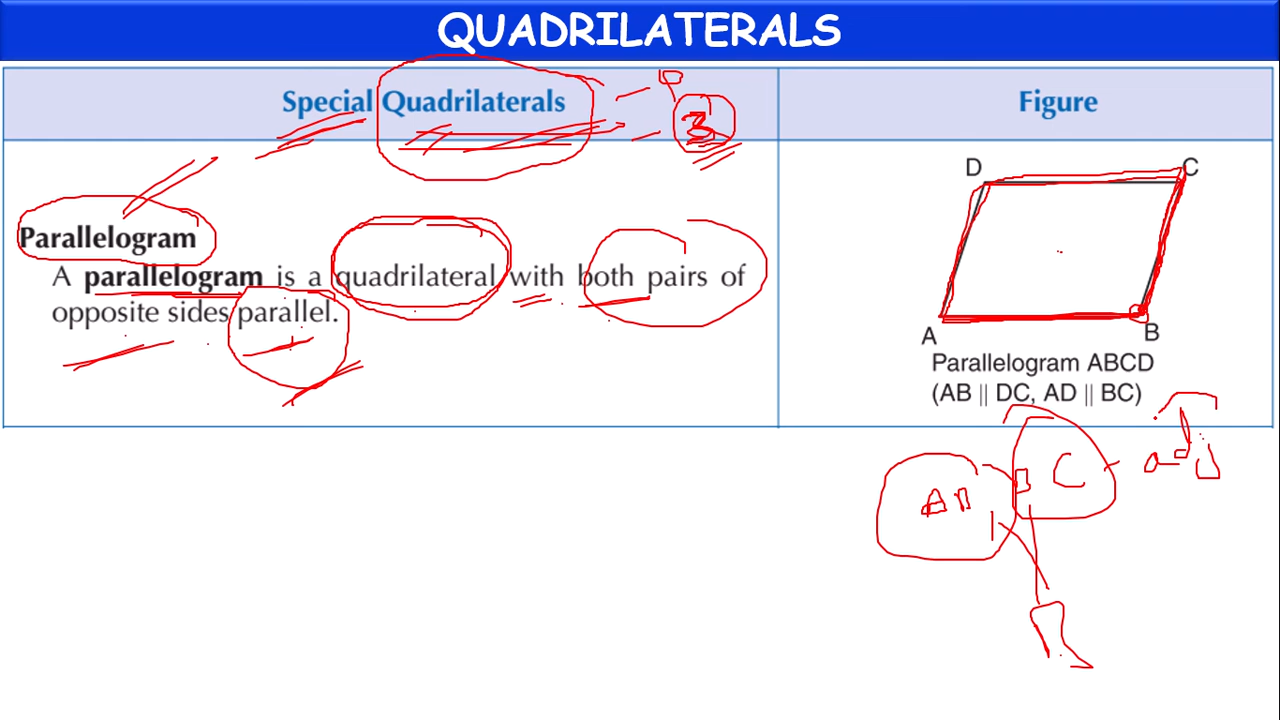 QUADRILATERALS
Special Quadrilaterals
Figure
3
Parallelogram
A parallelogram is a quadrilateral with both pairs of
opposite sides parallel.
D
C
A
B
Parallelogram ABCD
(AB || DC, AD || BC)
AB
C